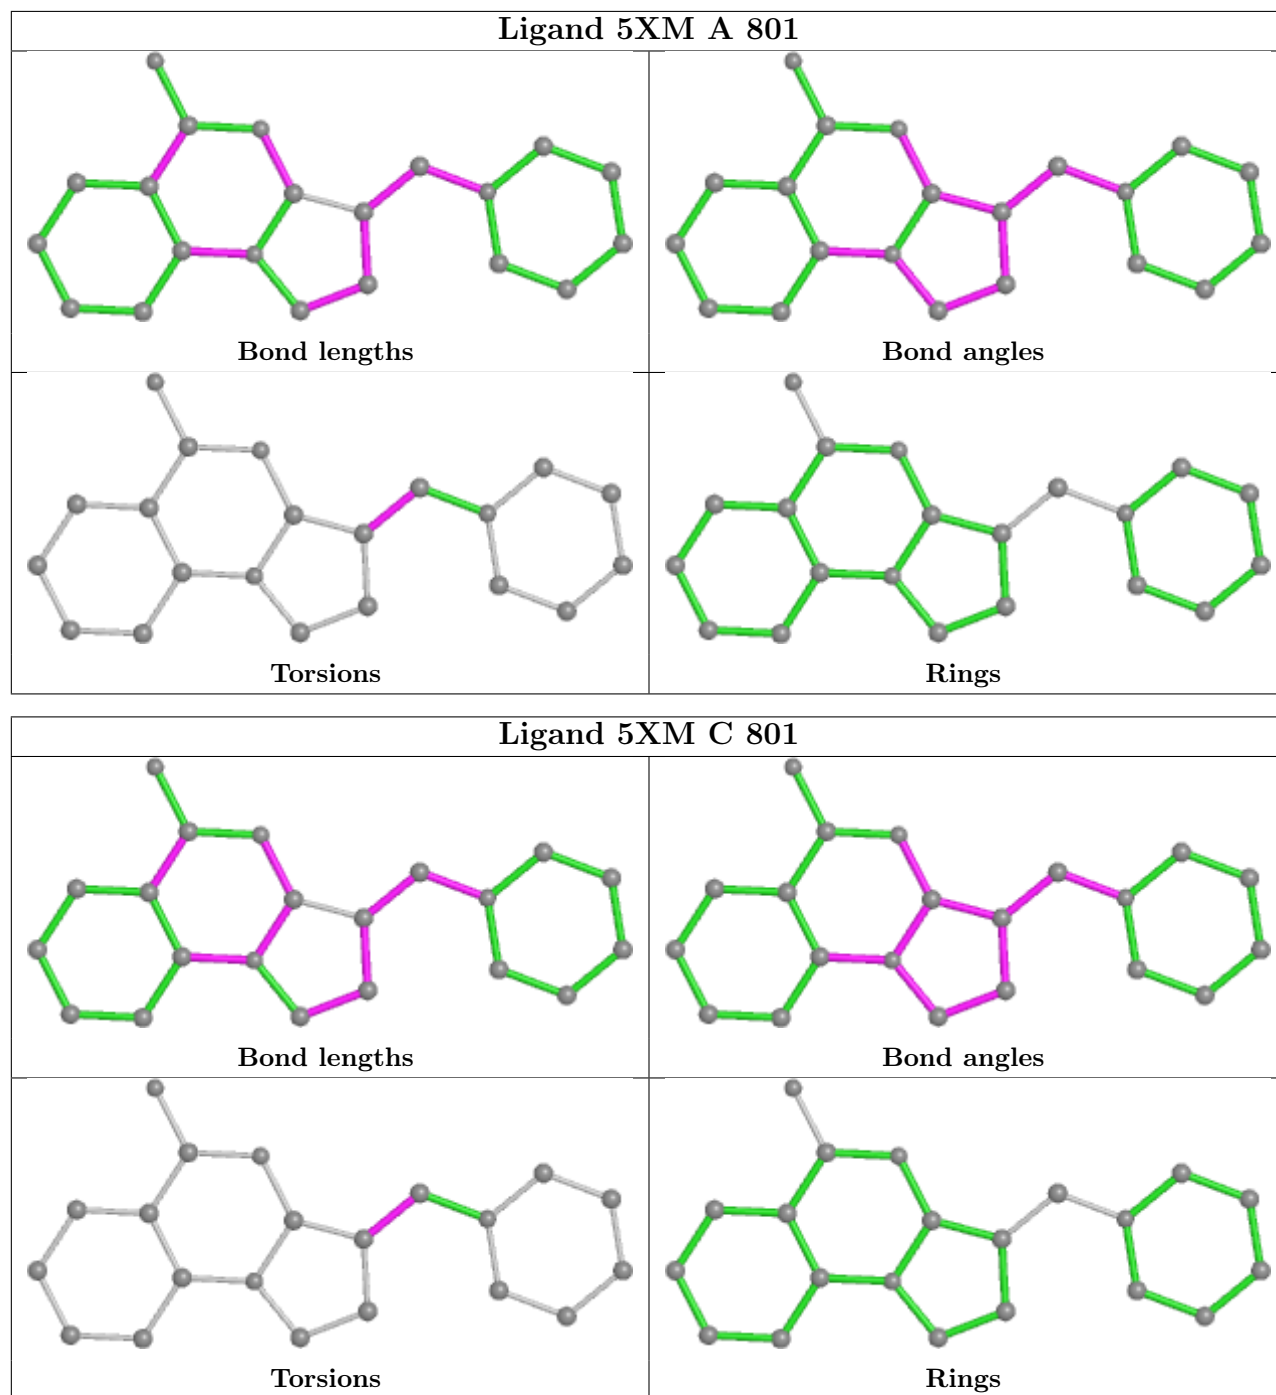 Ligand 5XM A 801
Bond lengths
Bond angles
Torsions
Rings
Ligand 5XM C 801
Bond lengths
Bond angles
Torsions
Rings